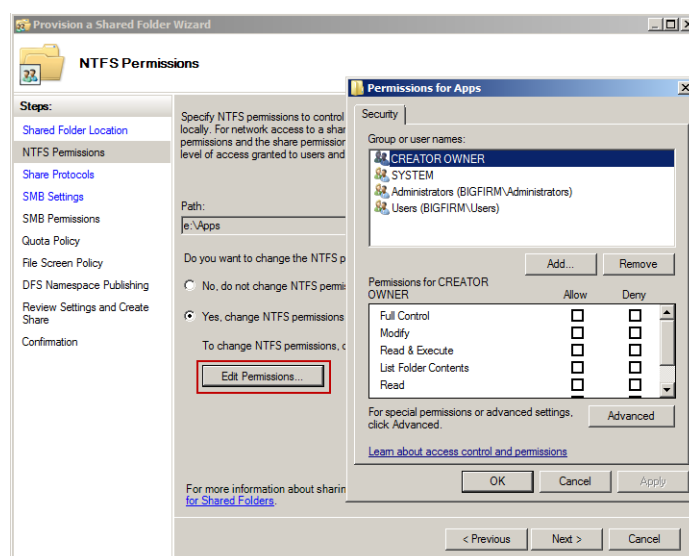 Provision a Shared Folder Wizard
NTFS Permissions
Steps:
Shared Folder Location
NTFS Permissions
Share Protocols
SMB Settings
SMB Permissions
Quota Policy
File Screen Policy
DFS Namespace Publishing
Review Settings and Create
Share
Confirmation
Specify NTFS permissions to control
locally. For network access to a shar
permissions and the share permission
level of access granted to users and
Path:
e:\Apps
Do you want to change the NTFS p
No, do not change NTFS permis
Yes, change NTFS permissions
To change NTFS permissions, c
Edit Permissions...
For more information about sharin
for Shared Folders.
< Previous
Next >
Cancel
Permissions for Apps
Security
Group or user names:
CREATOR OWNER
SYSTEM
Administrators (BIGFIRM\Administrators)
Users (BIGFIRM\Users)
Add...
Remove
Permissions for CREATOR
OWNER
Allow
Deny
Full Control
Modify
Read & Execute
List Folder Contents
Read
For special permissions or advanced settings,
click Advanced.
Advanced
Learn about access control and permissions
OK
Cancel
Apply